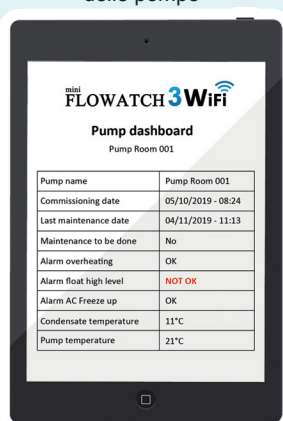 delle pompe
mini
FLOWATCH 3 WiFi
Pump dashboard
Pump Room 001
Pump name Pump Room 001
Commissioning date 05/10/2019 - 08:24
Last maintenance date 04/11/2019 - 11:13
Maintenance to be done No
Alarm overheating OK
Alarm float high level NOT OK
Alarm AC Freeze up OK
Condensate temperature 11°C
Pump temperature 21°C